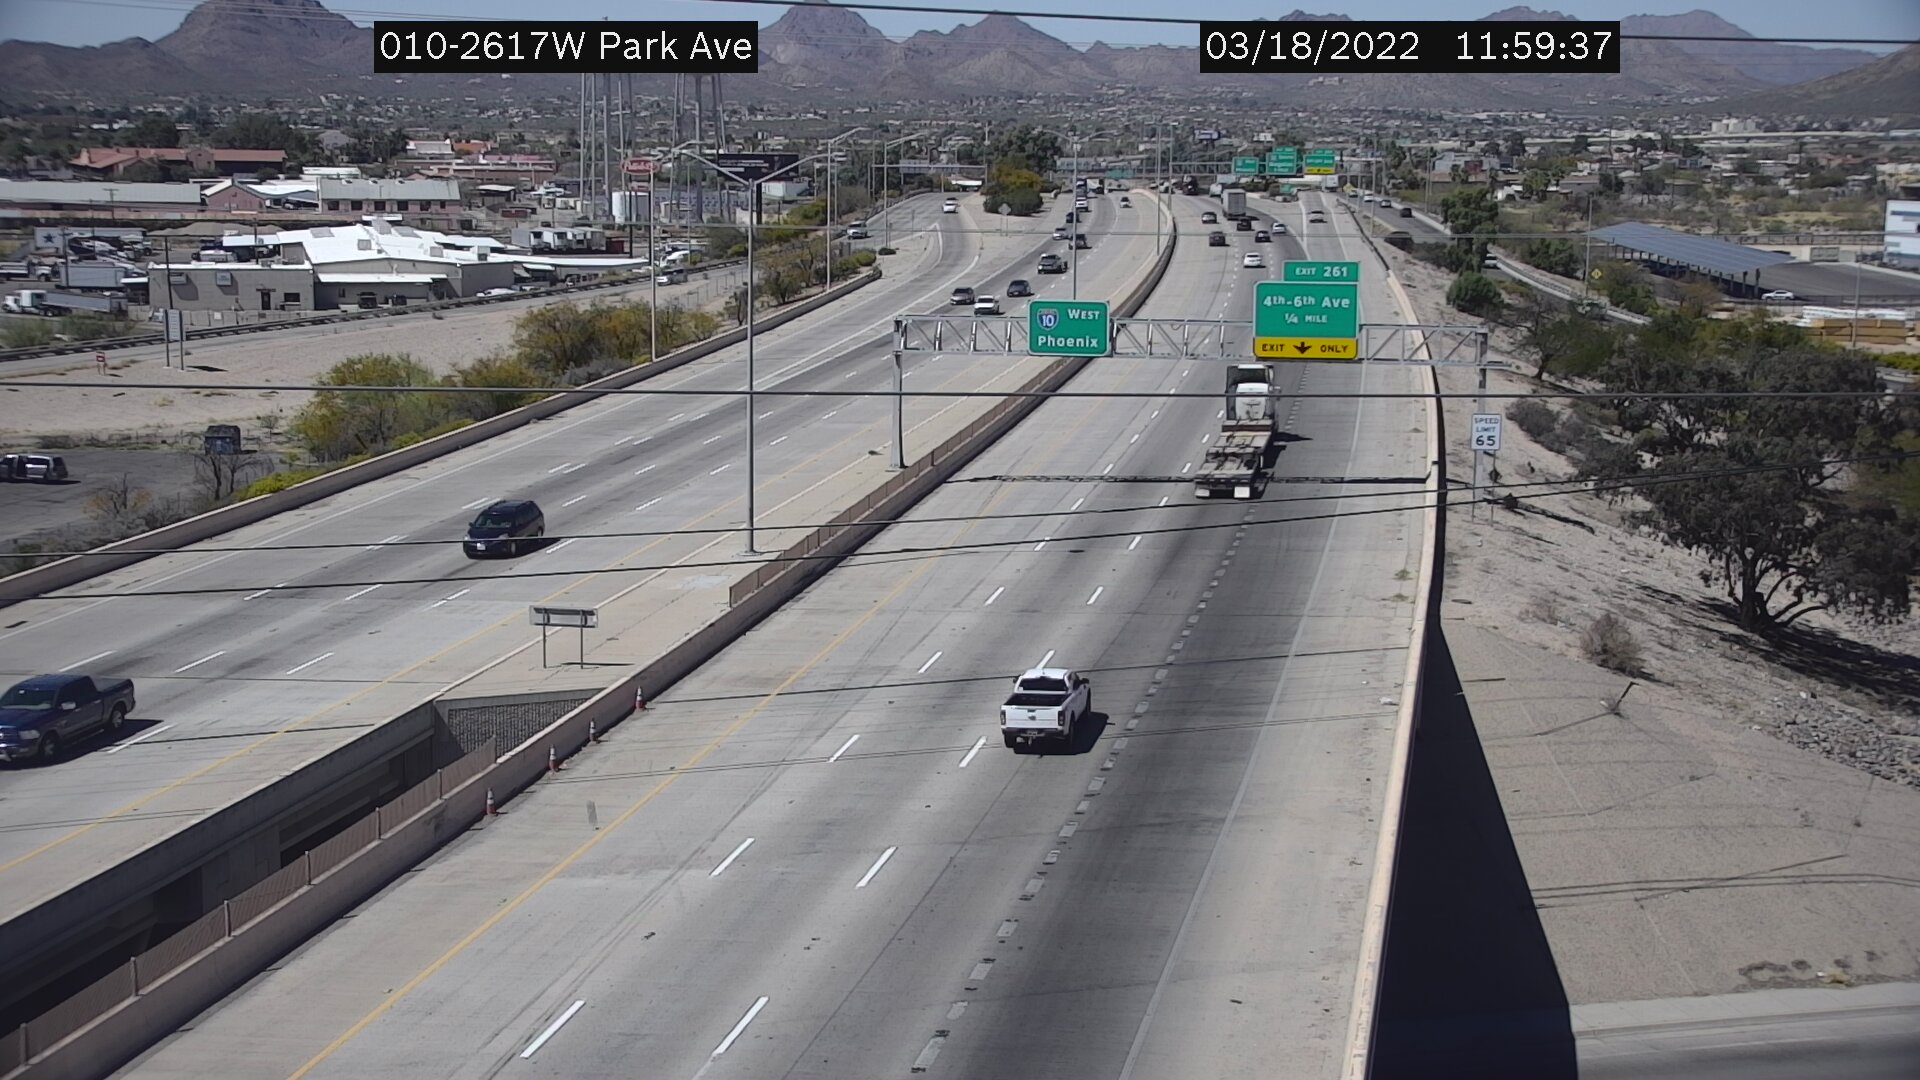 010-2617W Park Ave
03/18/2022 11:59:37
EXIT 261
4th-6th Ave
1/4 MILE
EXIT ONLY
10 WEST
Phoenix
SPEED
LIMIT
65